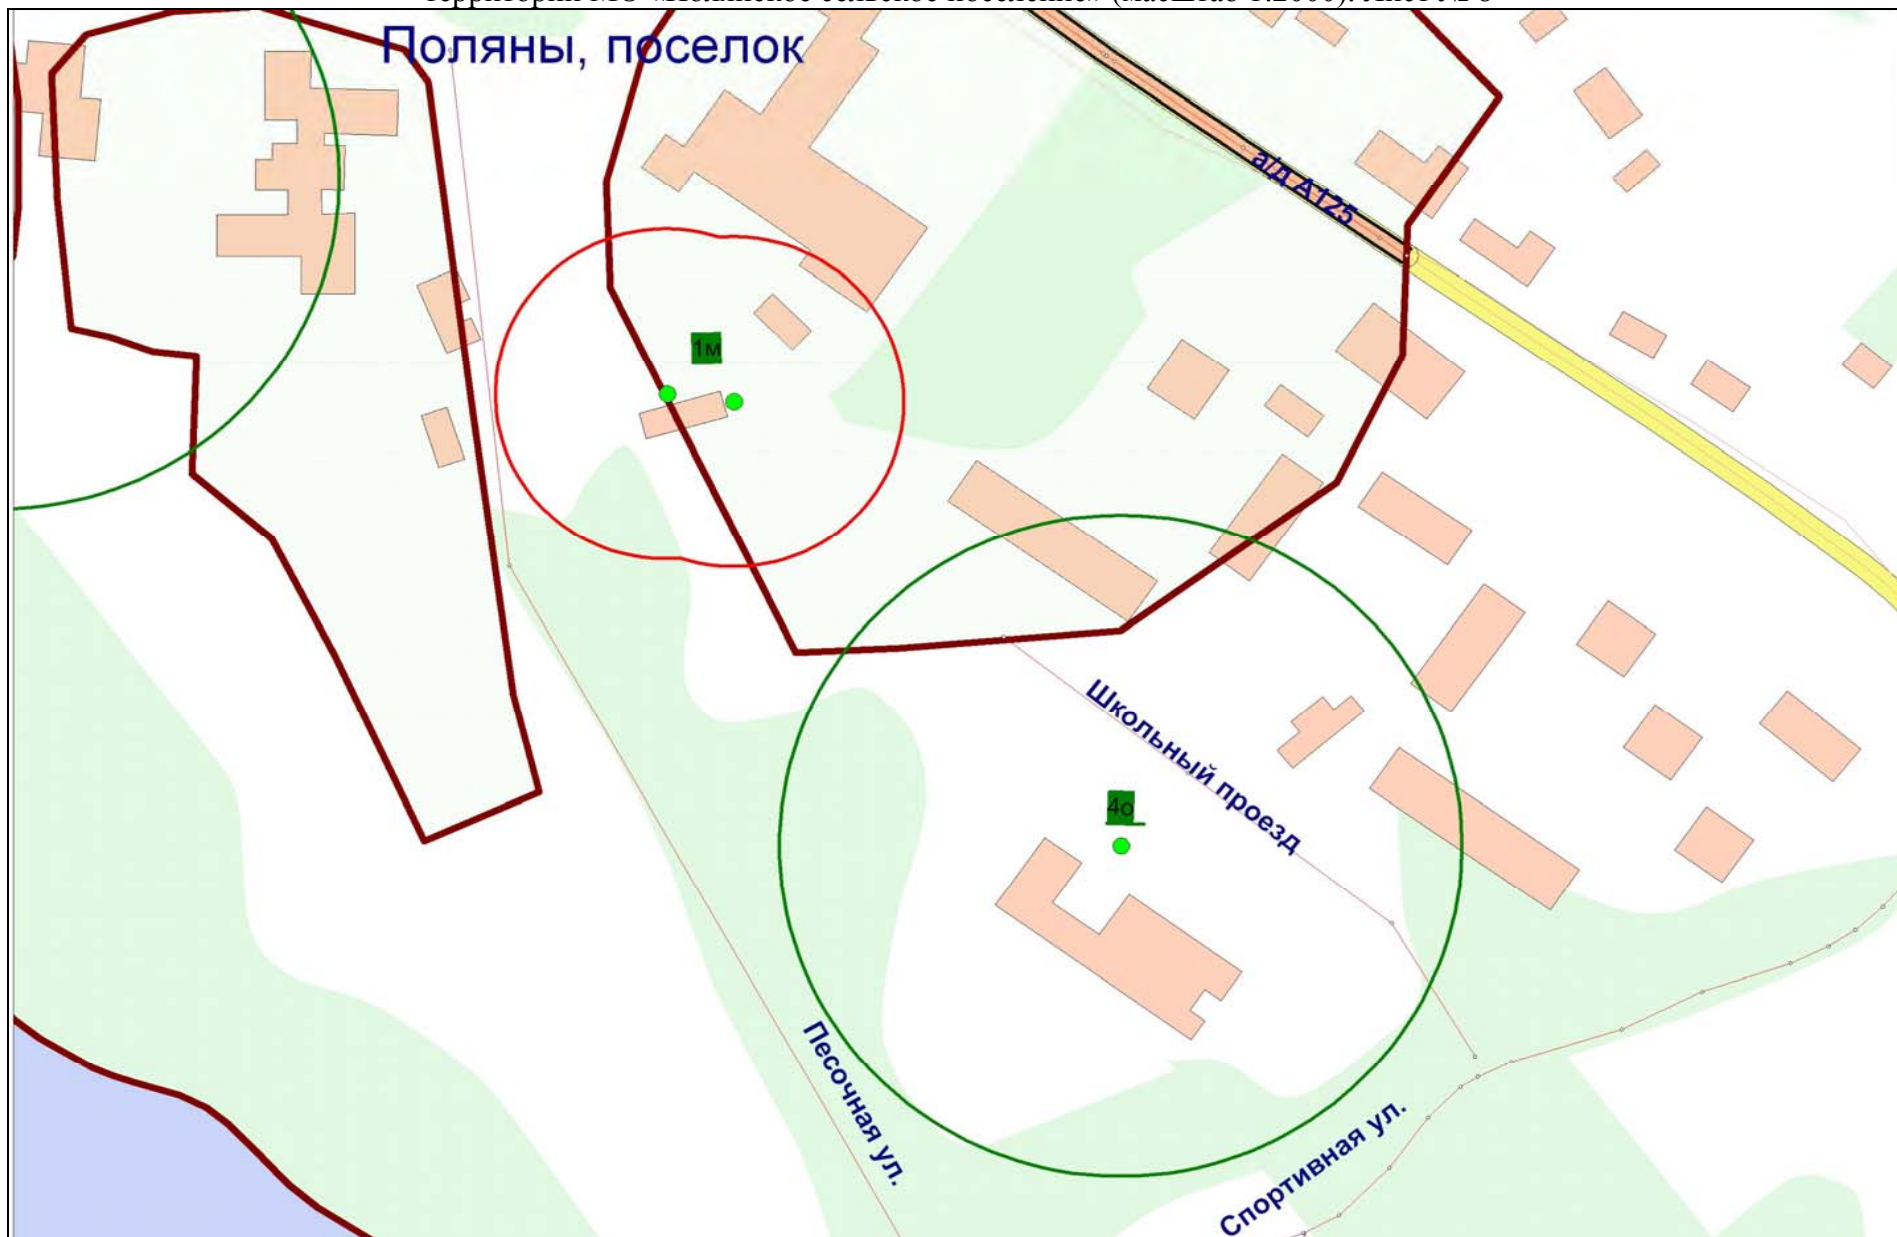 Поляны, поселок
а/д А125
1м
Школьный проезд
4о
Песочная ул.
Спортивная ул.